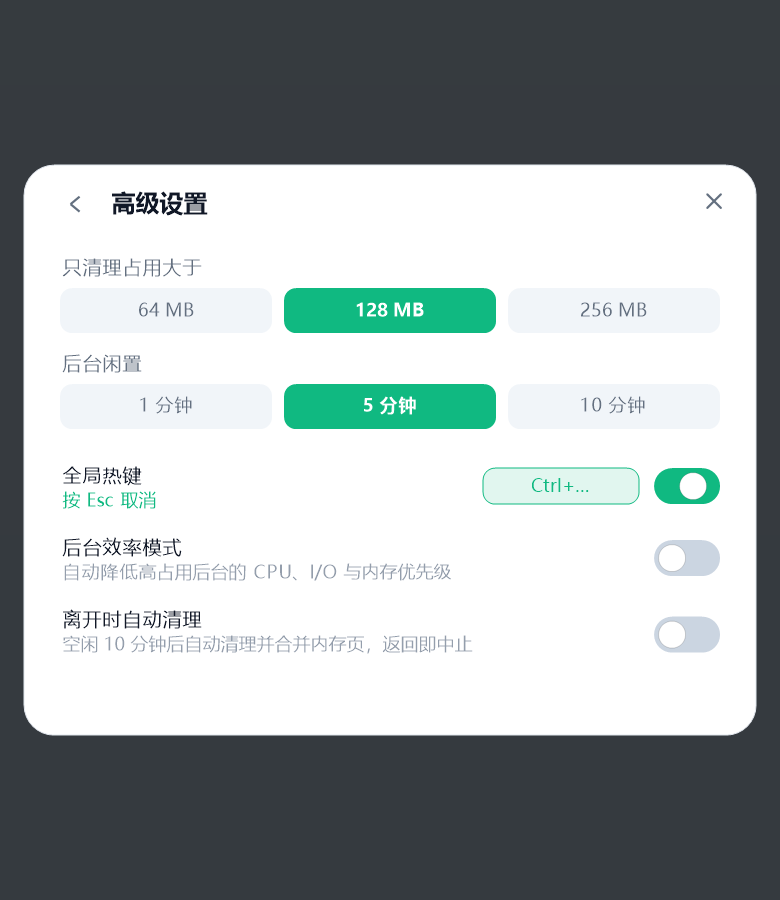 高级设置
只清理占用大于
64 MB
128 MB
256 MB
后台闲置
1 分钟
5 分钟
10 分钟
全局热键
按 Esc 取消
Ctrl+...
后台效率模式
自动降低高占用后台的 CPU、I/O 与内存优先级
离开时自动清理
空闲 10 分钟后自动清理并合并内存页，返回即中止